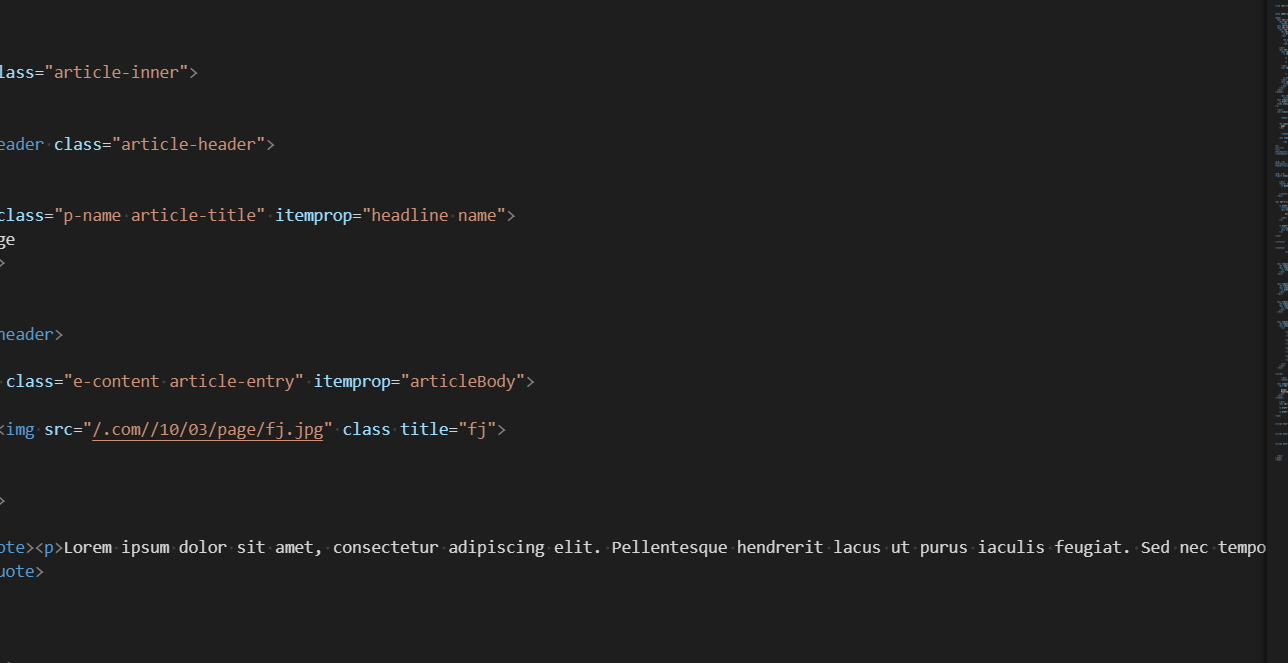 lass="article-inner">
eader class="article-header">
class="p-name article-title" itemprop="headline name">
ge
>
header>
class="e-content article-entry" itemprop="articleBody">
<img src="/.com//10/03/page/fj.jpg" class title="fj">
>
ote><p>Lorem ipsum dolor sit amet, consectetur adipiscing elit. Pellentesque hendrerit lacus ut purus iaculis feugiat. Sed nec tempo
uote>